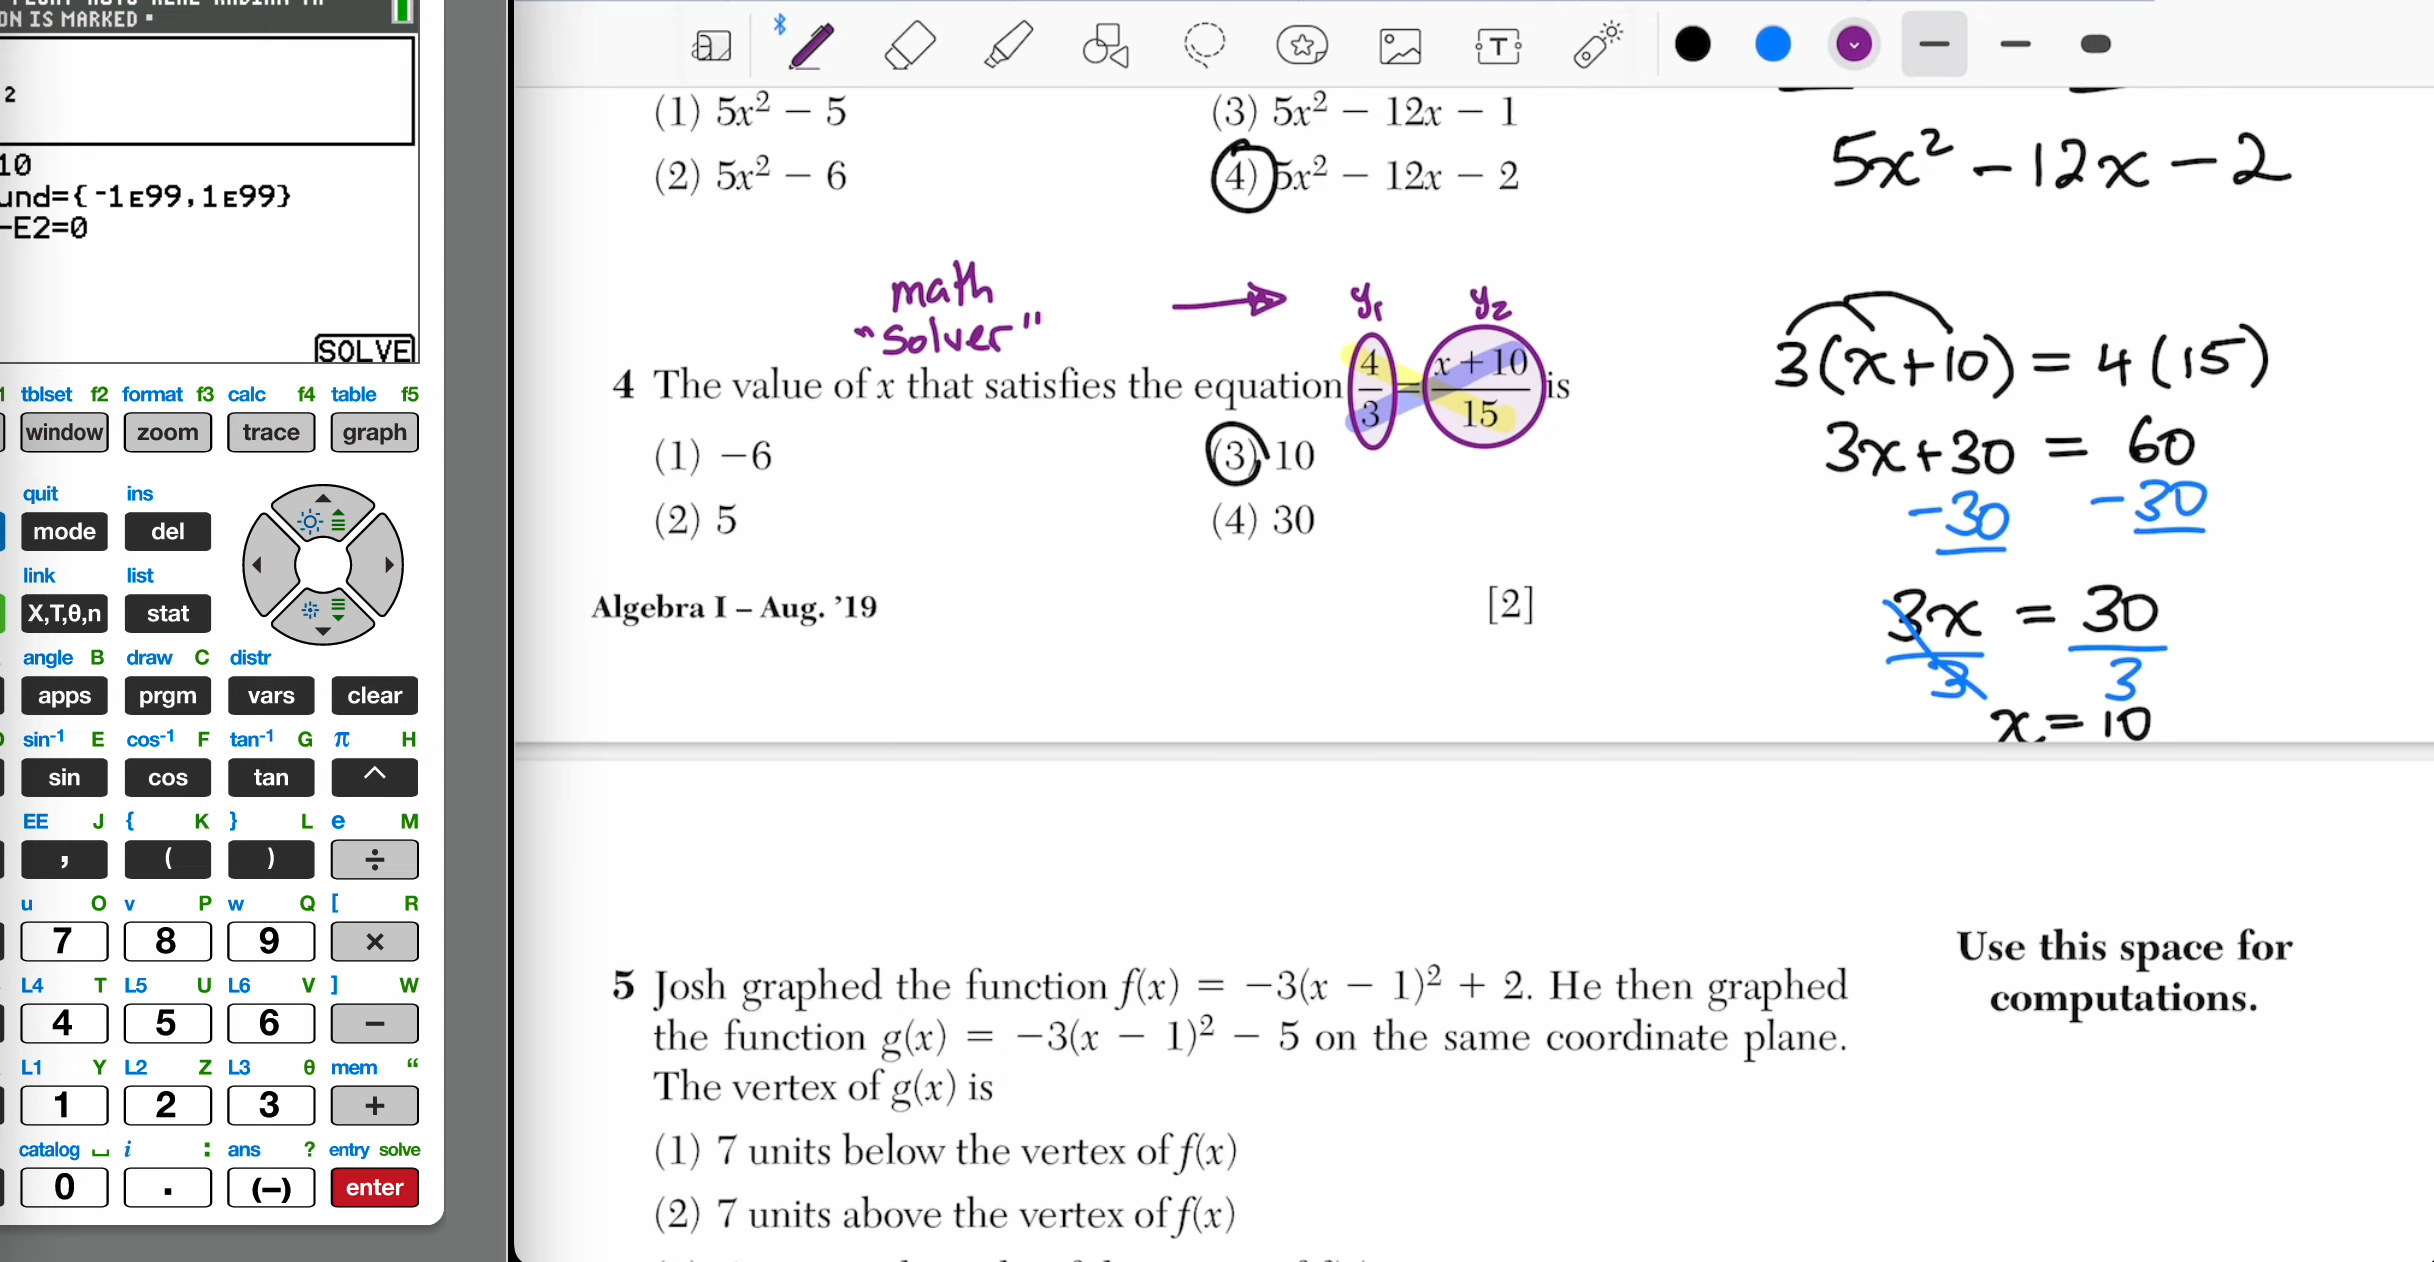 ON IS MARKED
2
10
und={-1E99,1E99}
-E2=0
SOLVE
tblset f2 format f3 calc f4 table f5
window zoom trace graph
quit ins
mode del
link list
X,T,θ,n stat
angle B draw C distr
apps prgm vars clear
sin-1 E cos-1 F tan-1 G π H
sin cos tan ^
EE J { K } L e M
, ( ) ÷
u O v P w Q [ R
7 8 9 ×
L4 T L5 U L6 V ] W
4 5 6 −
L1 Y L2 Z L3 θ mem “
1 2 3 +
catalog ⎵ i : ans ? entry solve
0 . (−) enter
a T
(1) 5x² − 5 (3) 5x² − 12x − 1
(2) 5x² − 6 (4) 5x² − 12x − 2
5x² − 12x − 2
math
"solver"
y₁ y₂
4 The value of x that satisfies the equation 4/3 = (x + 10)/15 is
(1) −6 (3) 10
(2) 5 (4) 30
3(x+10) = 4(15)
3x+30 = 60
−30 −30
3x = 30
3 3
x = 10
Algebra I – Aug. ’19 [2]
5 Josh graphed the function f(x) = −3(x − 1)² + 2. He then graphed
the function g(x) = −3(x − 1)² − 5 on the same coordinate plane.
The vertex of g(x) is
(1) 7 units below the vertex of f(x)
(2) 7 units above the vertex of f(x)
Use this space for
computations.